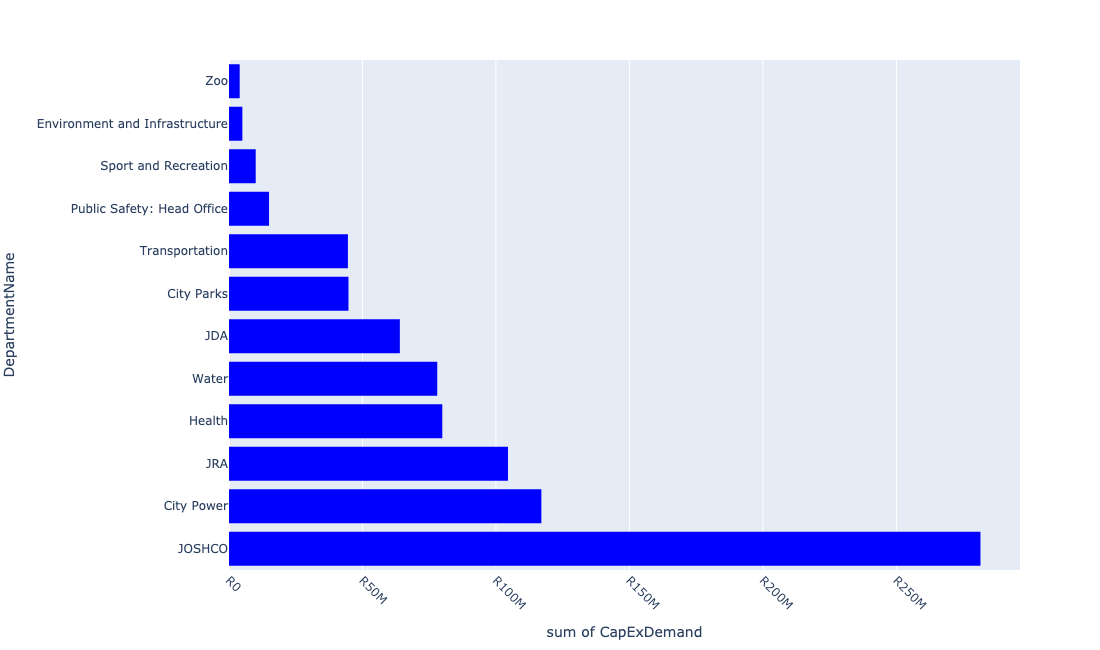 Zoo
Environment and Infrastructure
Sport and Recreation
Public Safety: Head Office
Transportation
City Parks
JDA
Water
Health
JRA
City Power
JOSHCO
DepartmentName
R0
R50M
R100M
R150M
R200M
R250M
sum of CapExDemand